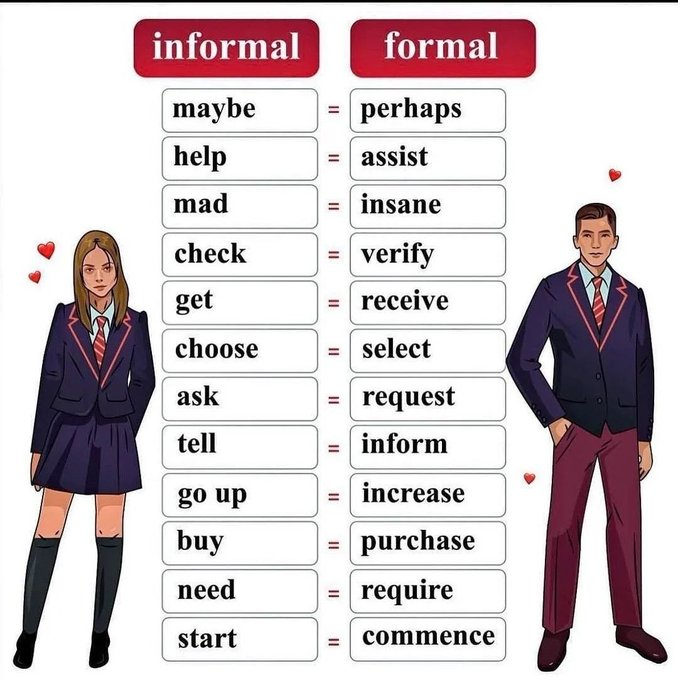 informal formal
maybe = perhaps
help = assist
mad = insane
check = verify
get = receive
choose = select
ask = request
tell = inform
go up = increase
buy = purchase
need = require
start = commence